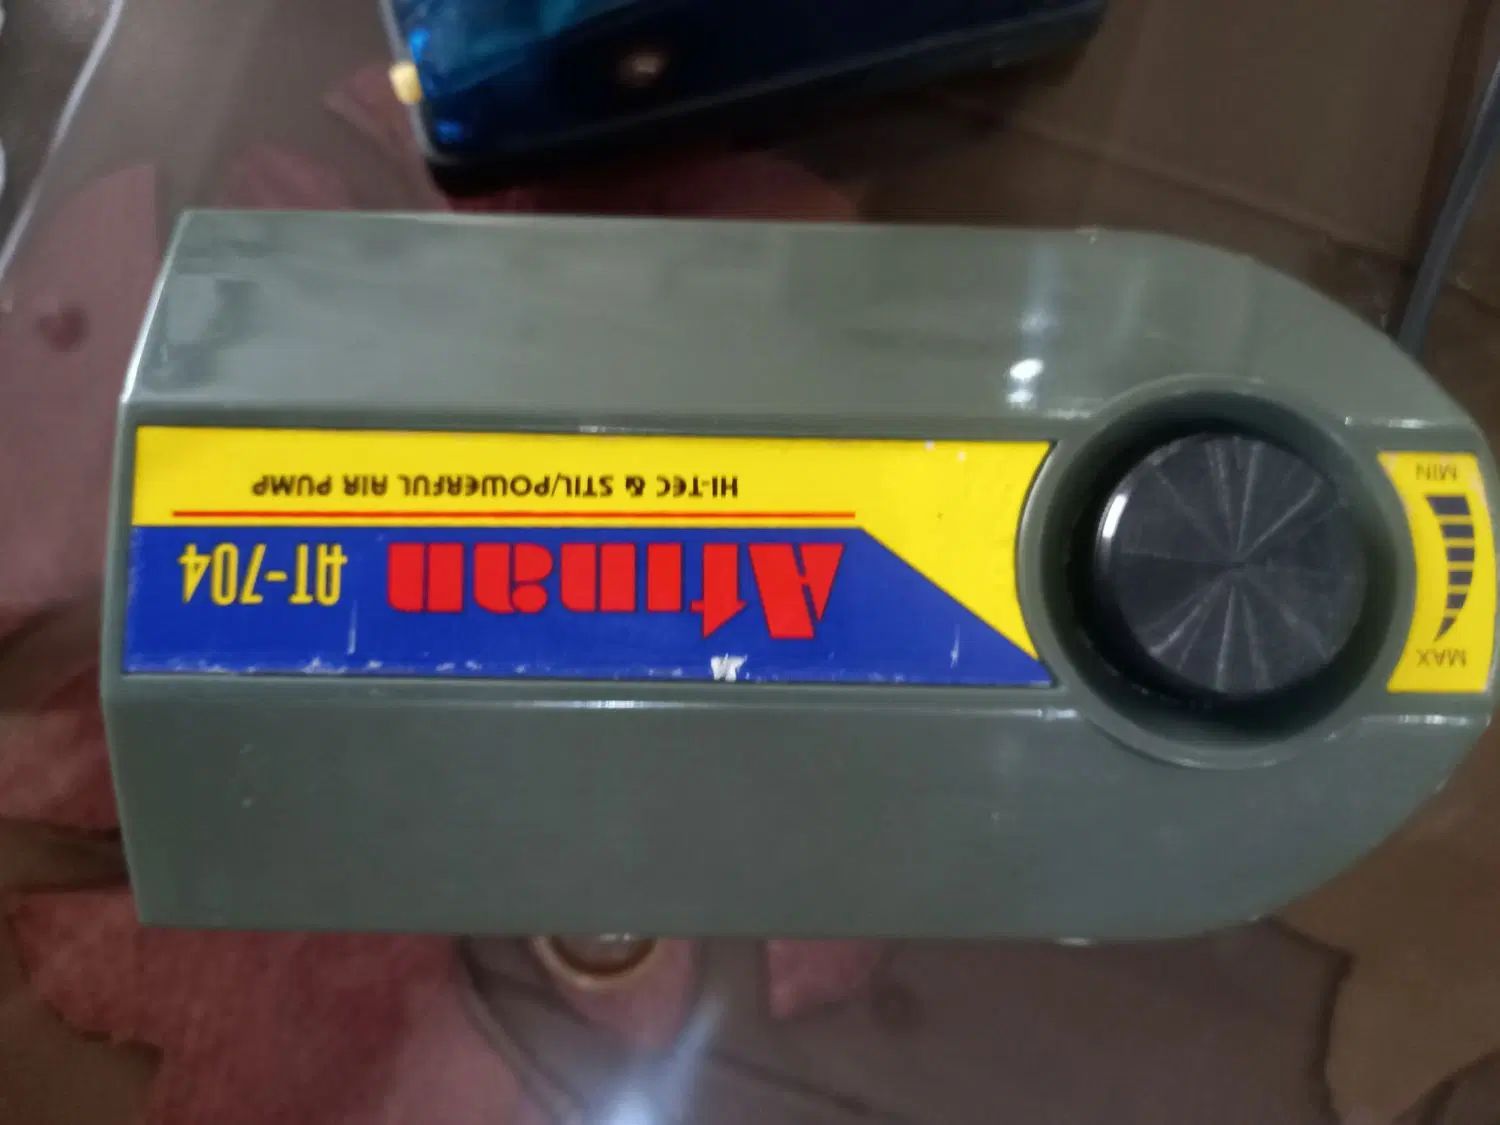 Atman AT-704
HI-TEC & STIL/POWERFUL AIR PUMP
MAX
MIN